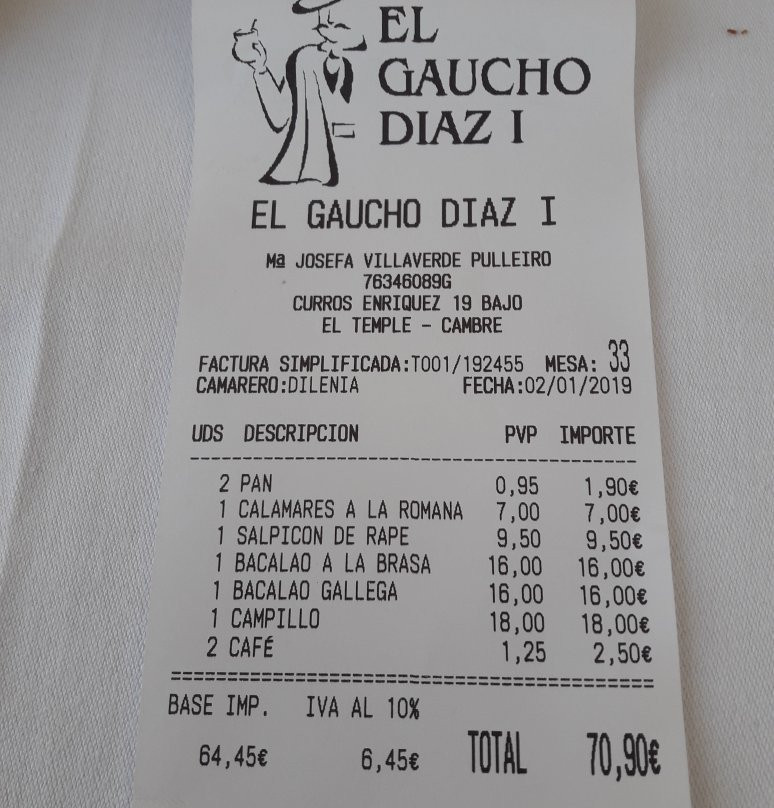 EL
GAUCHO
DIAZ I
EL GAUCHO DIAZ I
Mª JOSEFA VILLAVERDE PULLEIRO
76346089G
CURROS ENRIQUEZ 19 BAJO
EL TEMPLE - CAMBRE
FACTURA SIMPLIFICADA:T001/192455 MESA: 33
CAMARERO:DILENIA FECHA:02/01/2019
UDS DESCRIPCION PVP IMPORTE
2 PAN 0,95 1,90€
1 CALAMARES A LA ROMANA 7,00 7,00€
1 SALPICON DE RAPE 9,50 9,50€
1 BACALAO A LA BRASA 16,00 16,00€
1 BACALAO GALLEGA 16,00 16,00€
1 CAMPILLO 18,00 18,00€
2 CAFÉ 1,25 2,50€
BASE IMP. IVA AL 10%
64,45€ 6,45€ TOTAL 70,90€